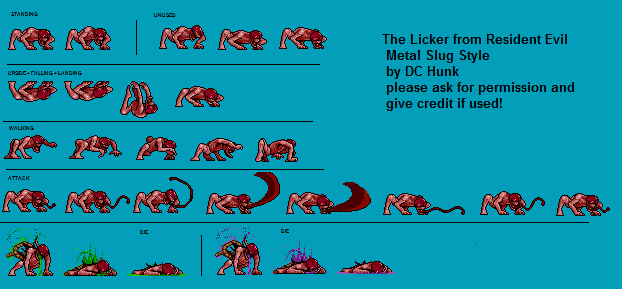 STANDING
UNUSED
The Licker from Resident Evil
Metal Slug Style
by DC Hunk
please ask for permission and
give credit if used!
UPSIDE+FALLING+LANDING
WALKING
ATTACK
DIE
DIE